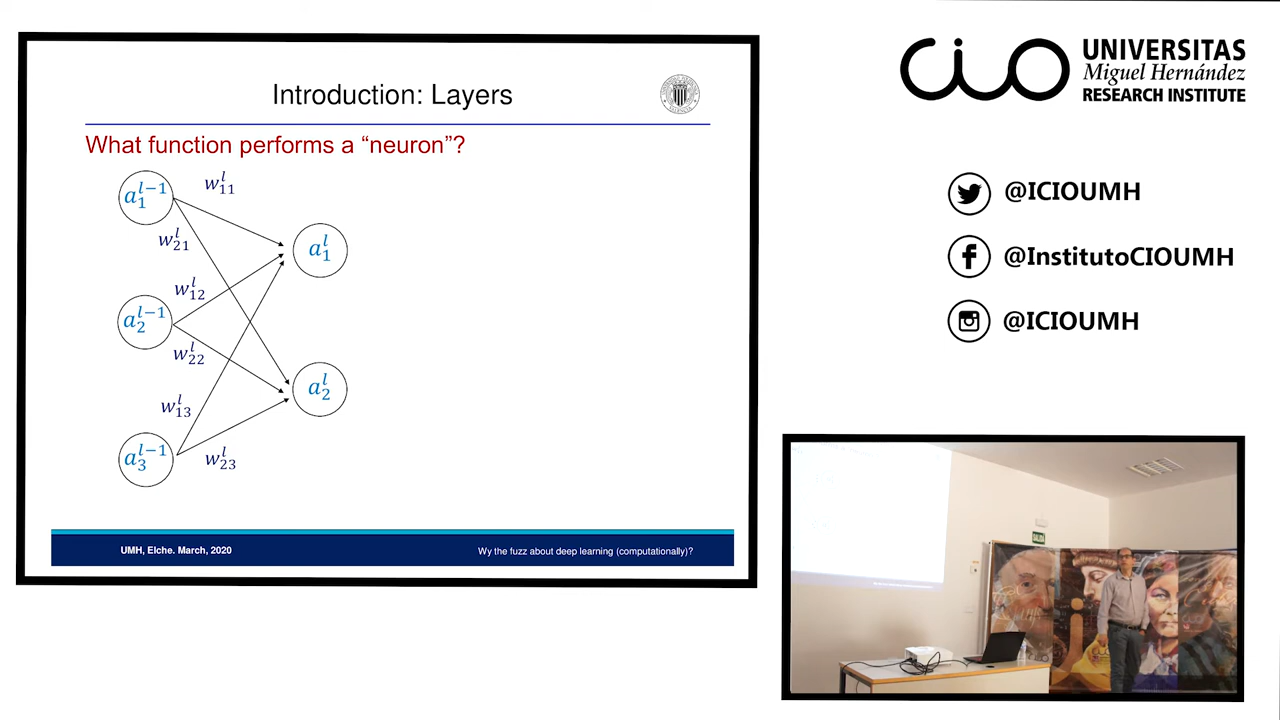 Introduction: Layers
What function performs a “neuron”?
a_1^{l-1}
w_{11}^l
w_{21}^l
a_1^l
w_{12}^l
a_2^{l-1}
w_{22}^l
a_2^l
w_{13}^l
a_3^{l-1}
w_{23}^l
UMH, Elche. March, 2020
Wy the fuzz about deep learning (computationally)?
cio
UNIVERSITAS
Miguel Hernández
RESEARCH INSTITUTE
@ICIOUMH
@InstitutoCIOUMH
@ICIOUMH
SALIDA